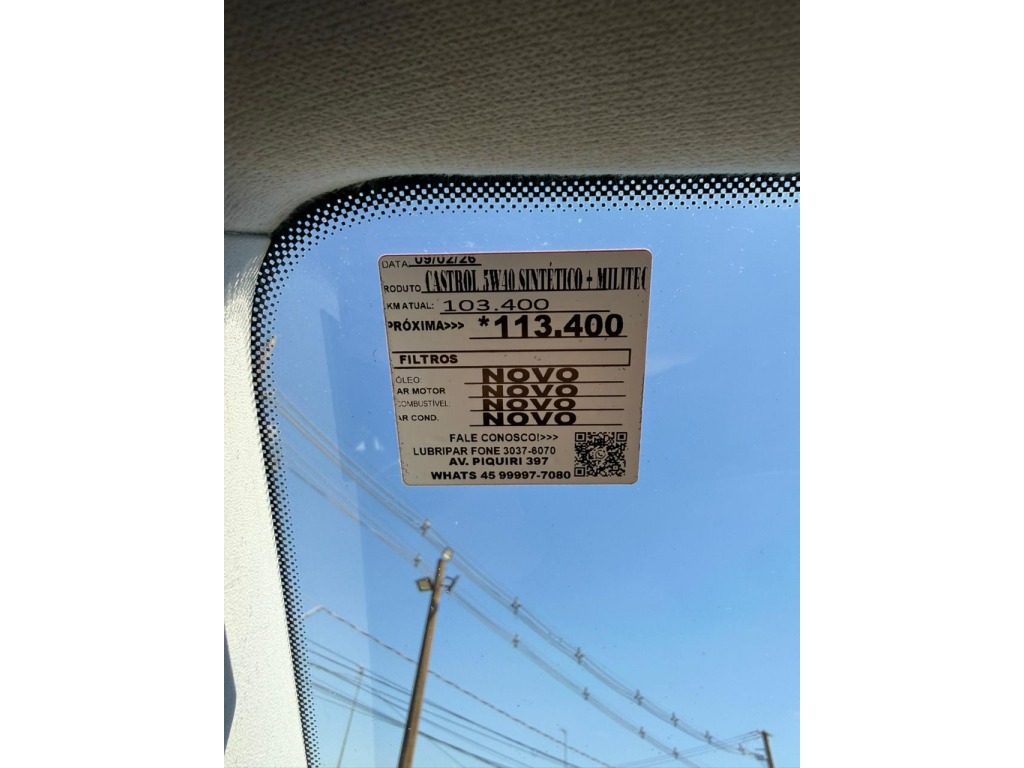 DATA 09/02/26
RODUTO CASTROL 5W40 SINTÉTICO + MILITEC
KM ATUAL: 103.400
PRÓXIMA>>> *113.400
FILTROS
ÓLEO: NOVO
AR MOTOR NOVO
COMBUSTÍVEL: NOVO
AR COND. NOVO
FALE CONOSCO!>>>
LUBRIPAR FONE 3037-6070
AV. PIQUIRI 397
WHATS 45 99997-7080